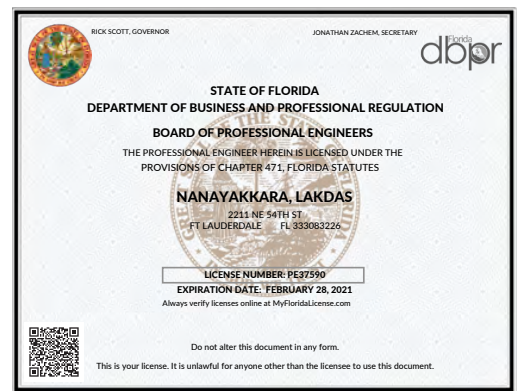 RICK SCOTT, GOVERNOR
JONATHAN ZACHEM, SECRETARY
Florida
dbpr
STATE OF FLORIDA
DEPARTMENT OF BUSINESS AND PROFESSIONAL REGULATION
BOARD OF PROFESSIONAL ENGINEERS
THE PROFESSIONAL ENGINEER HEREIN IS LICENSED UNDER THE
PROVISIONS OF CHAPTER 471, FLORIDA STATUTES
NANAYAKKARA, LAKDAS
2211 NE 54TH ST
FT LAUDERDALE FL 333083226
LICENSE NUMBER: PE37590
EXPIRATION DATE: FEBRUARY 28, 2021
Always verify licenses online at MyFloridaLicense.com
Do not alter this document in any form.
This is your license. It is unlawful for anyone other than the licensee to use this document.